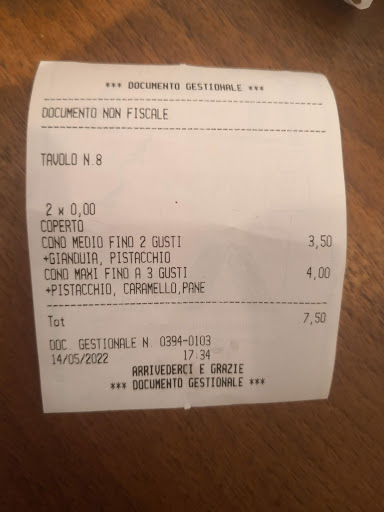 *** DOCUMENTO GESTIONALE ***
DOCUMENTO NON FISCALE
TAVOLO N.8
2 x 0,00
COPERTO
CONO MEDIO FINO 2 GUSTI 3,50
+GIANDUIA, PISTACCHIO
CONO MAXI FINO A 3 GUSTI 4,00
+PISTACCHIO, CARAMELLO,PANE
Tot 7,50
DOC. GESTIONALE N. 0394-0103
14/05/2022 17:34
ARRIVEDERCI E GRAZIE
*** DOCUMENTO GESTIONALE ***